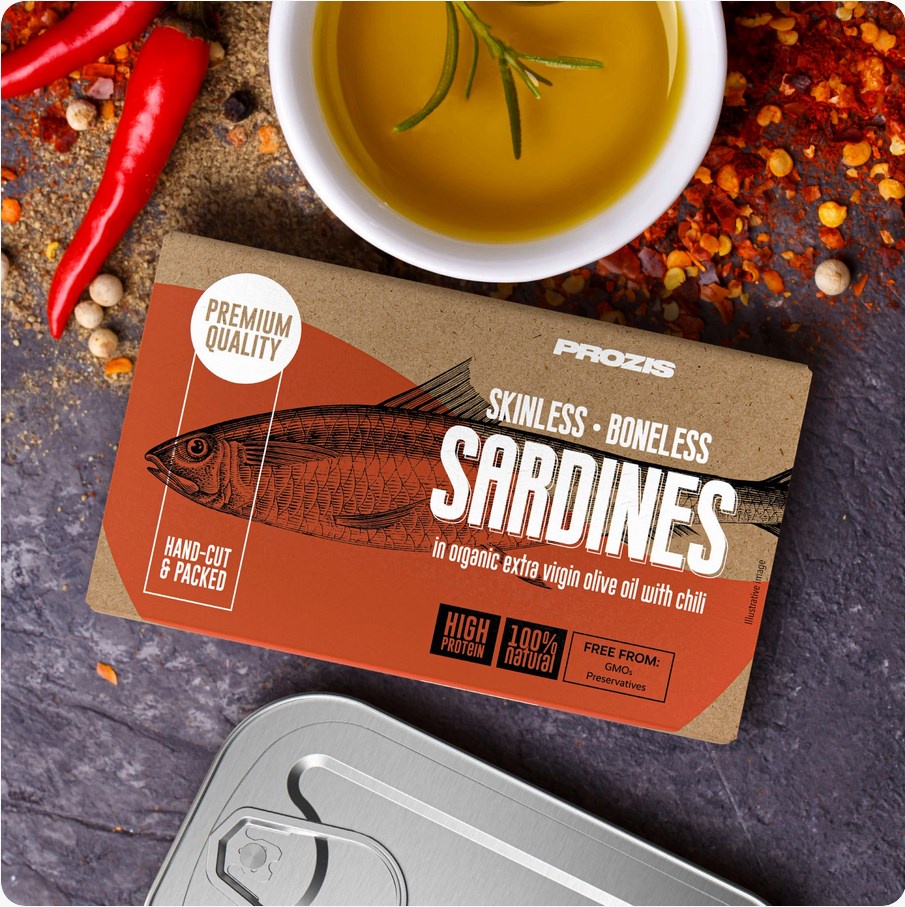 PREMIUM
QUALITY
PROZIS
SKINLESS • BONELESS
SARDINES
in organic extra virgin olive oil with chili
HAND-CUT
& PACKED
HIGH
PROTEIN
100%
natural
FREE FROM:
GMOs
Preservatives
Illustrative image